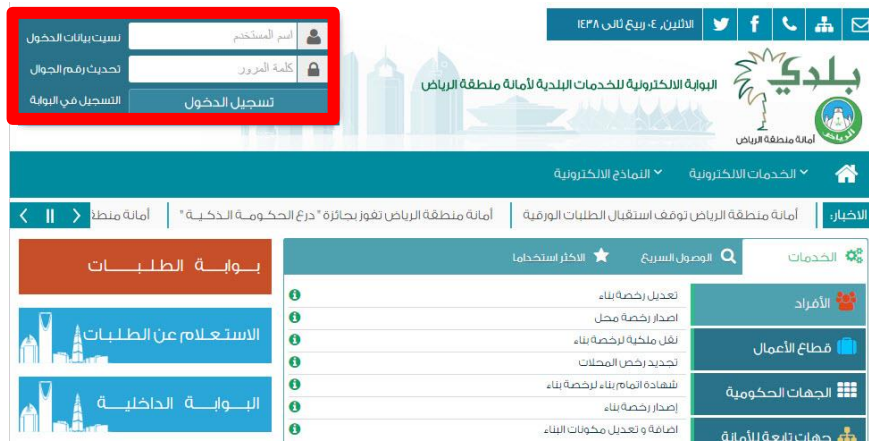 الاثنين, ٠٤ ربيع ثاني ١٤٣٨
اسم المستخدم
نسيت بيانات الدخول
كلمة المرور
تحديث رقم الجوال
تسجيل الدخول
التسجيل في البوابة
بلدي
أمانة منطقة الرياض
البوابة الالكترونية للخدمات البلدية لأمانة منطقة الرياض
الخدمات الالكترونية
النماذج الالكترونية
الاخبار:
أمانة منطقة الرياض توقف استقبال الطلبات الورقية
أمانة منطقة الرياض تفوز بجائزة "درع الحكومة الذكية "
أمانة منطقة
الخدمات
الوصول السريع
الاكثر استخداما
الأفراد
قطاع الأعمال
الجهات الحكومية
جهات تابعة للأمانة
تعديل رخصة بناء
اصدار رخصة محل
نقل ملكية لرخصة بناء
تجديد رخص المحلات
شهادة اتمام بناء لرخصة بناء
إصدار رخصة بناء
اضافة و تعديل مكونات البناء
بوابة الطلبات
الاستعلام عن الطلبات
البوابة الداخلية